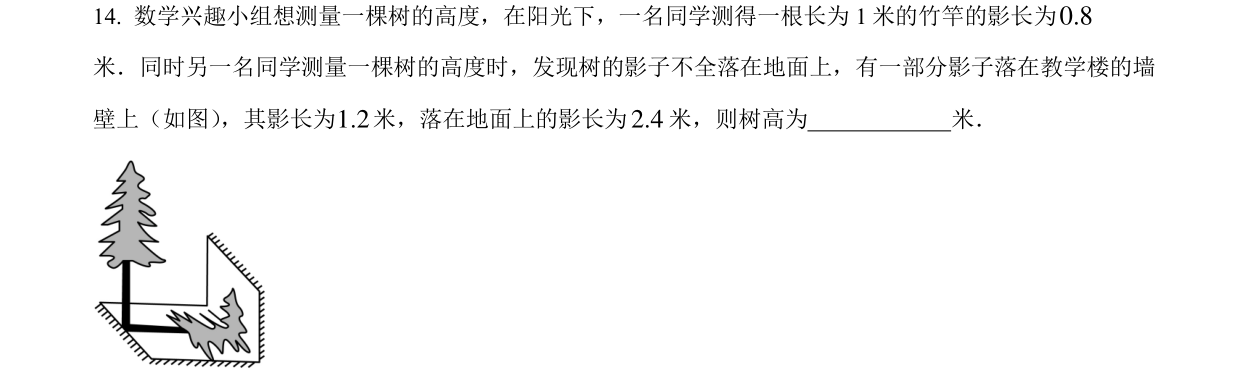 14. 数学兴趣小组想测量一棵树的高度，在阳光下，一名同学测得一根长为 1 米的竹竿的影长为0.8
米．同时另一名同学测量一棵树的高度时，发现树的影子不全落在地面上，有一部分影子落在教学楼的墙
壁上（如图），其影长为1.2米，落在地面上的影长为2.4 米，则树高为____________米．